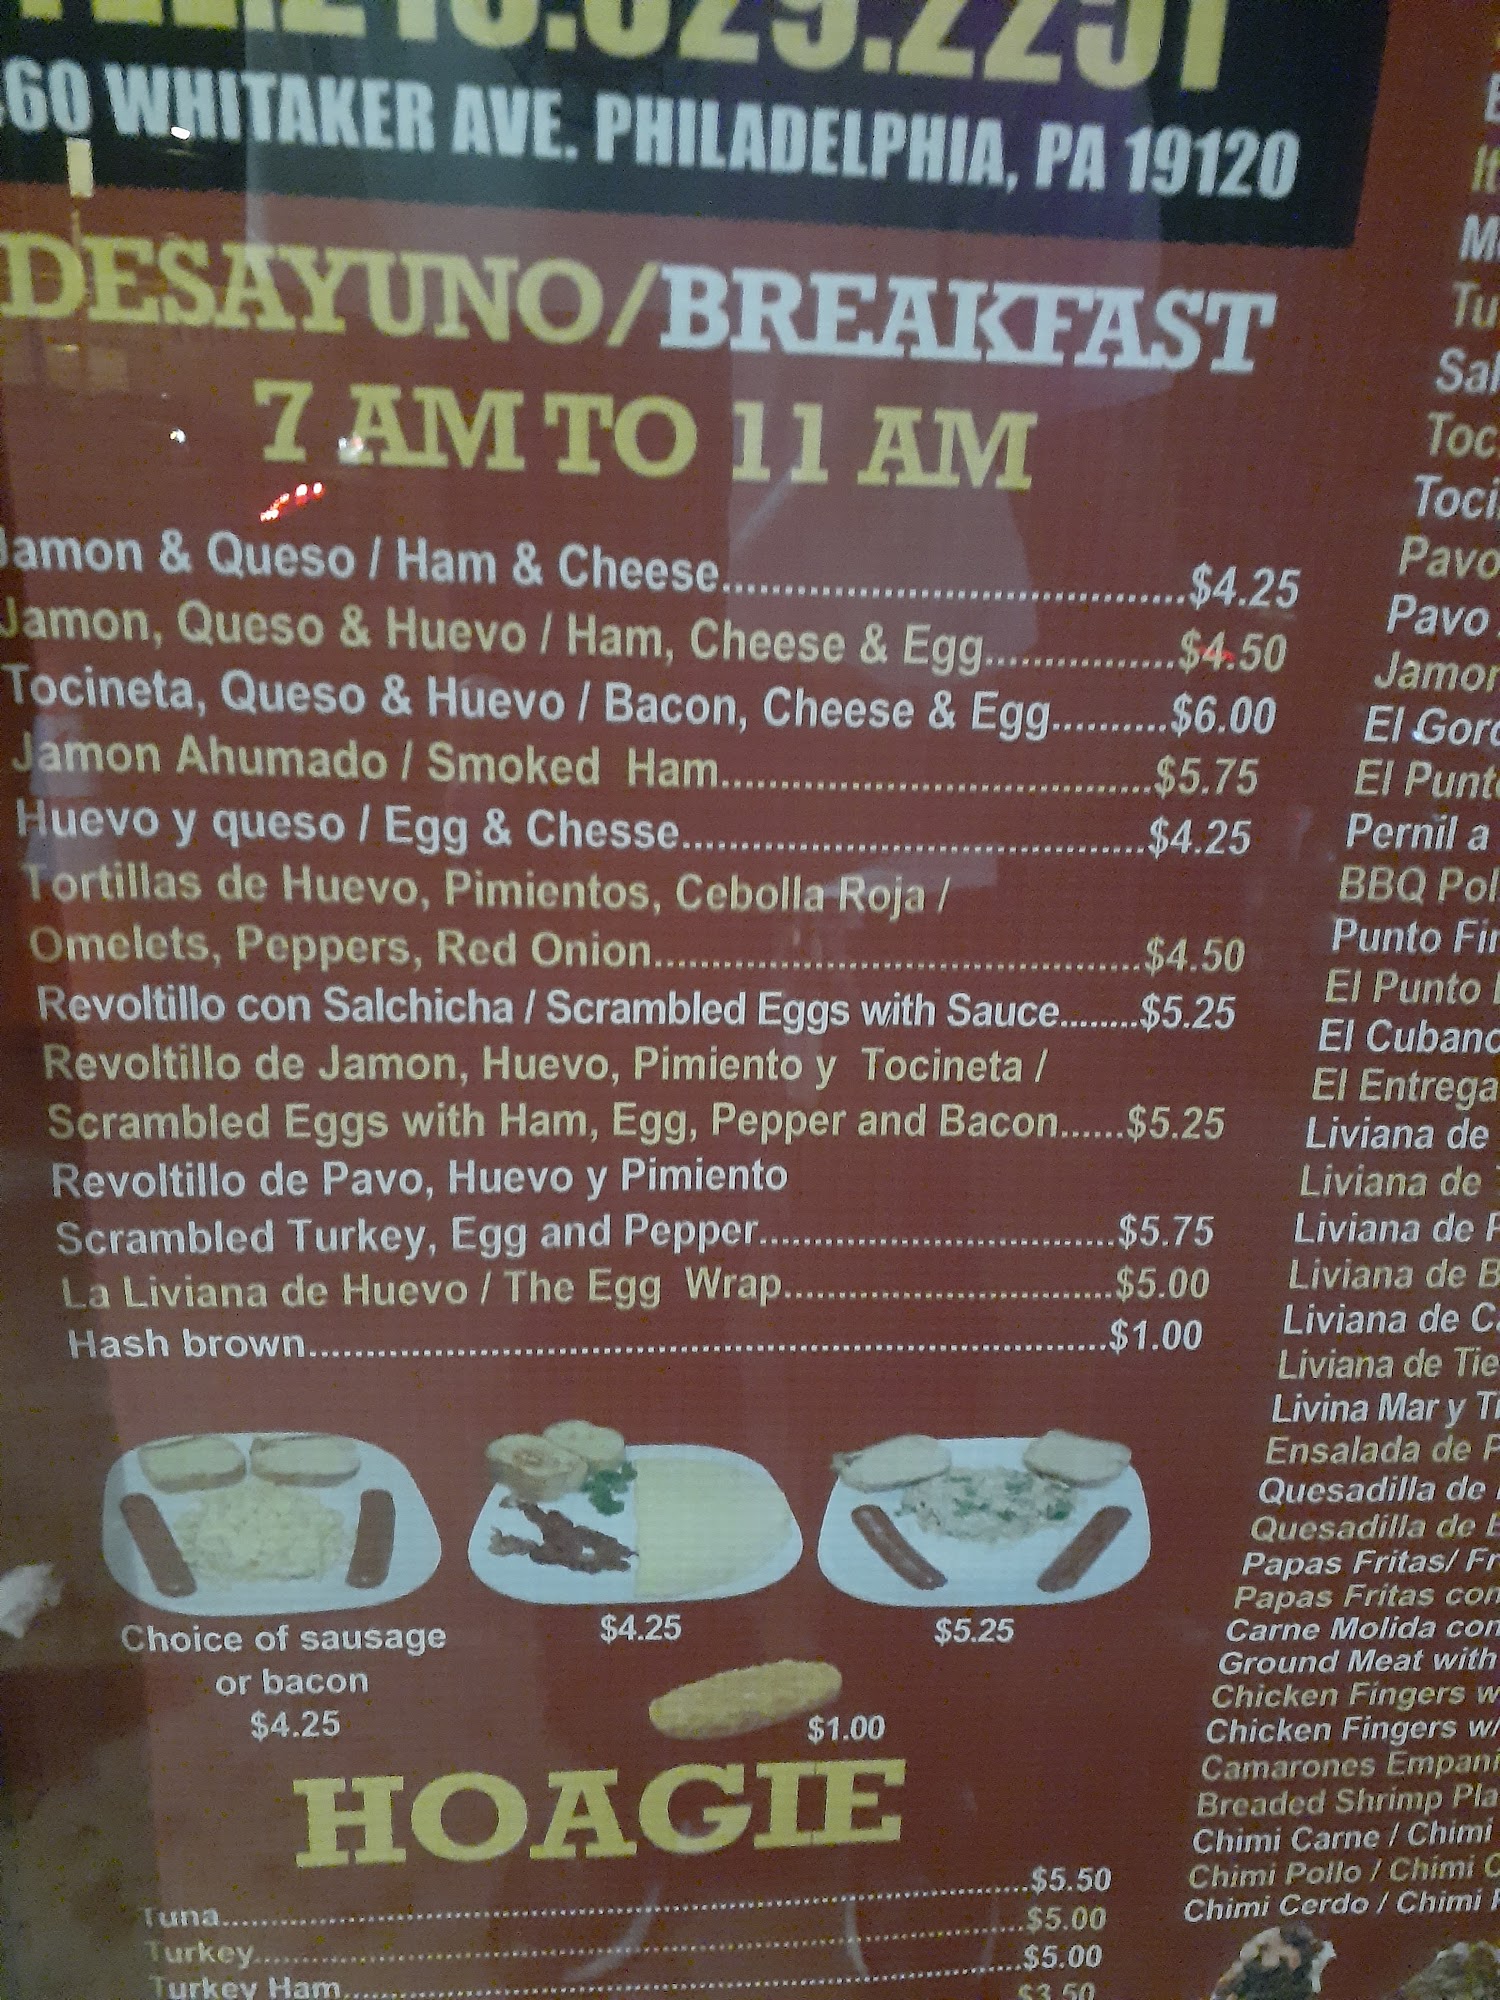 60 WHITAKER AVE. PHILADELPHIA, PA 19120
DESAYUNO/BREAKFAST
7 AM TO 11 AM
Jamon & Queso / Ham & Cheese $4.25
Jamon, Queso & Huevo / Ham, Cheese & Egg $4.50
Tocineta, Queso & Huevo / Bacon, Cheese & Egg $6.00
Jamon Ahumado / Smoked Ham $5.75
Huevo y queso / Egg & Chesse $4.25
Tortillas de Huevo, Pimientos, Cebolla Roja /
Omelets, Peppers, Red Onion $4.50
Revoltillo con Salchicha / Scrambled Eggs with Sauce $5.25
Revoltillo de Jamon, Huevo, Pimiento y Tocineta /
Scrambled Eggs with Ham, Egg, Pepper and Bacon $5.25
Revoltillo de Pavo, Huevo y Pimiento
Scrambled Turkey, Egg and Pepper $5.75
La Liviana de Huevo / The Egg Wrap $5.00
Hash brown $1.00
Choice of sausage
or bacon
$4.25
$4.25
$5.25
$1.00
HOAGIE
Tuna $5.50
Turkey $5.00
Turkey Ham $5.00
$3.50
Pavo
Pavo
Jamon
El
El
Pernil a
BBQ
Punto
El Punto
El Cubano
El Entrega
Liviana de
Liviana de
Liviana de
Liviana de
Liviana de
Liviana de
Livina Mar y
Ensalada de
Quesadilla de
Quesadilla de
Papas Fritas/
Papas Fritas con
Carne Molida con
Ground Meat with
Chicken Fingers
Chicken Fingers
Camarones
Breaded Shrimp
Chimi Carne / Chimi
Chimi Pollo / Chimi
Chimi Cerdo / Chimi